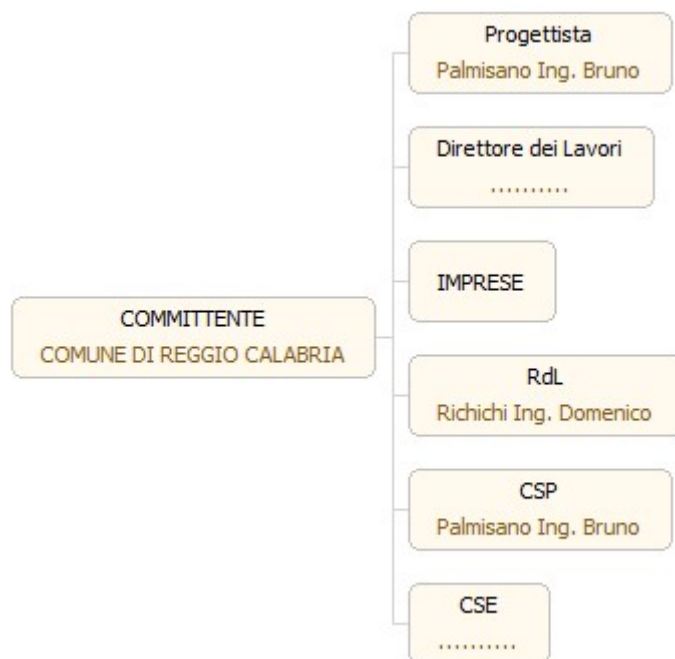 Progettista
Palmisano Ing. Bruno
Direttore dei Lavori
..........
IMPRESE
COMMITTENTE
COMUNE DI REGGIO CALABRIA
RdL
Richichi Ing. Domenico
CSP
Palmisano Ing. Bruno
CSE
..........